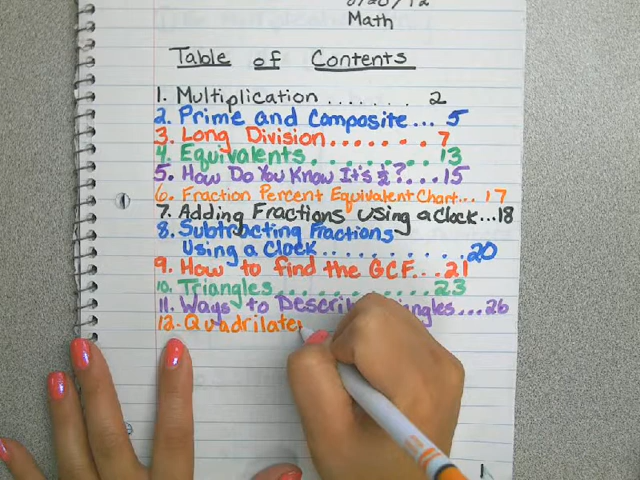 Math
Table of Contents
1. Multiplication....... 2
2. Prime and Composite... 5
3. Long Division....... 7
4. Equivalents........ 13
5. How Do You Know It's ½?....15
6. Fraction Percent Equivalent Chart... 17
7. Adding Fractions Using a Clock...18
8. Subtracting Fractions
Using a Clock.......... 20
9. How to find the GCF...21
10. Triangles............23
11. Ways to Describe Triangles....26
12. Quadrilater
1